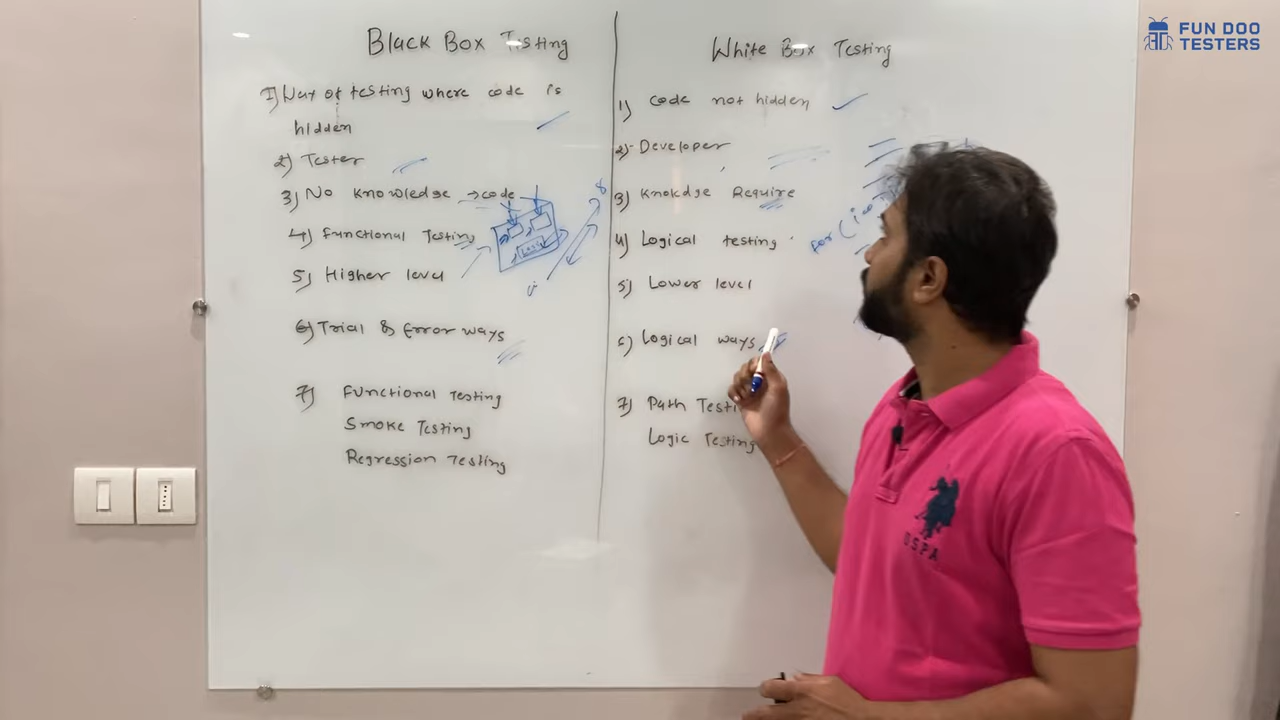 Black Box Testing
1) Way of testing where code is
hidden
2) Tester
3) No knowledge → code
4) Functional Testing
5) Higher level
6) Trial & Error ways
7) Functional Testing
Smoke Testing
Regression Testing
White Box Testing
1) Code not hidden
2) Developer
3) Knokdge Require
4) Logical testing
5) Lower level
6) Logical ways
7) Path
Logic Testing
for (i
USPA
FUN DOO
TESTERS